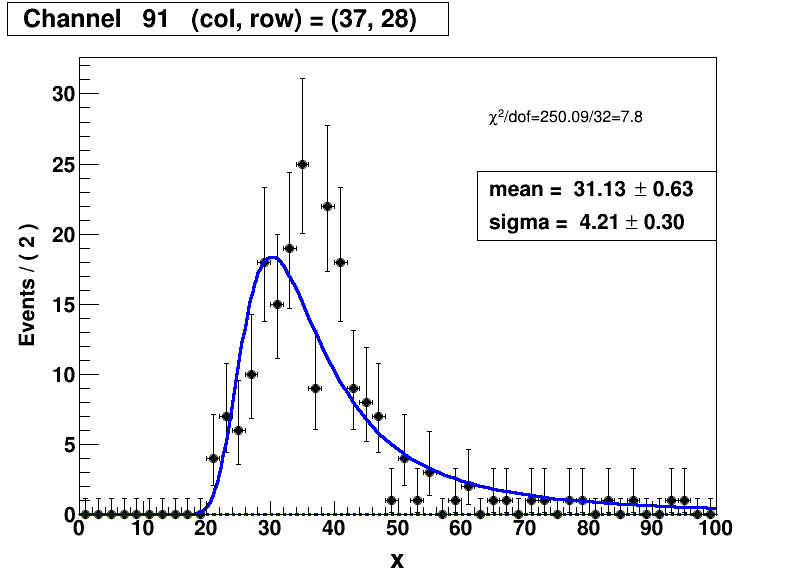 Channel 91 (col, row) = (37, 28)
χ²/dof=250.09/32=7.8
mean = 31.13 ± 0.63
sigma = 4.21 ± 0.30
Events / ( 2 )
30
25
20
15
10
5
0
0 10 20 30 40 50 60 70 80 90 100
x